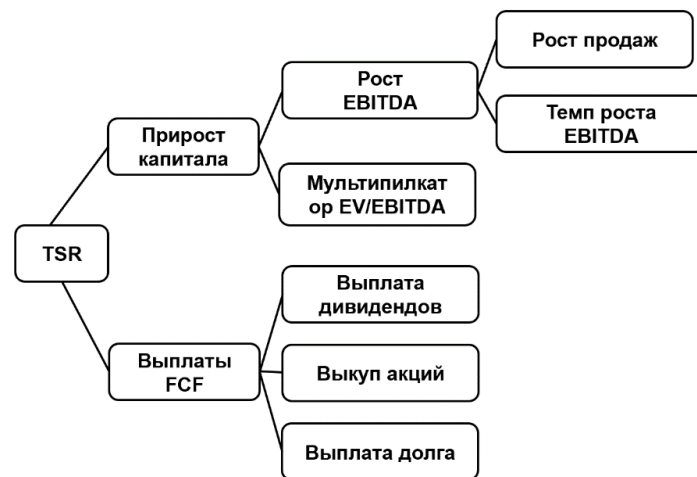 Рост продаж
Рост
EBITDA
Темп роста
EBITDA
Прирост
капитала
Мультипилкат
ор EV/EBITDA
TSR
Выплата
дивидендов
Выплаты
FCF
Выкуп акций
Выплата долга